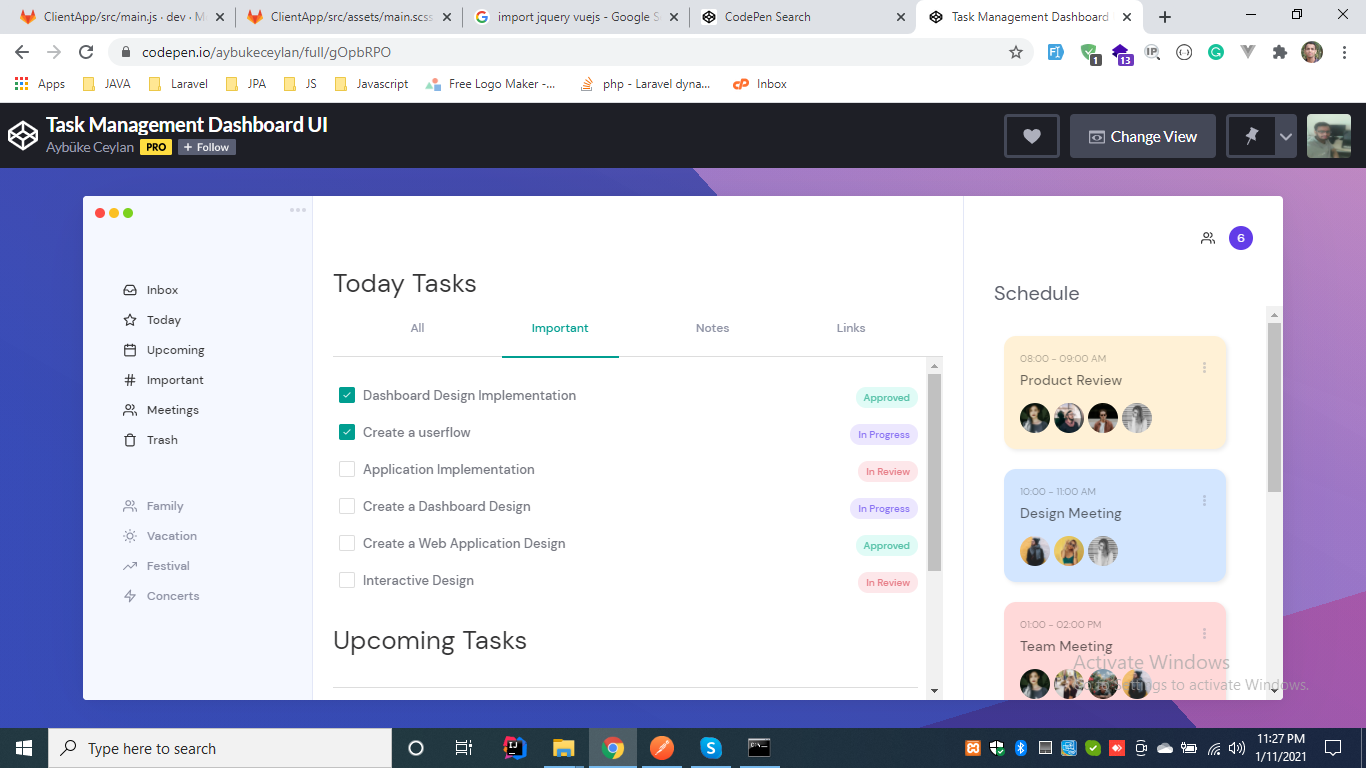 ClientApp/src/main.js · dev · M
ClientApp/src/assets/main.scss
import jquery vuejs - Google S
CodePen Search
Task Management Dashboard
codepen.io/aybukeceylan/full/gOpbRPO
1
13
IP
Apps
JAVA
Laravel
JPA
JS
Javascript
Free Logo Maker -...
php - Laravel dyna...
Inbox
Task Management Dashboard UI
Aybüke Ceylan
PRO
+ Follow
Change View
6
Inbox
Today
Upcoming
Important
Meetings
Trash
Family
Vacation
Festival
Concerts
Today Tasks
All
Important
Notes
Links
Dashboard Design Implementation
Approved
Create a userflow
In Progress
Application Implementation
In Review
Create a Dashboard Design
In Progress
Create a Web Application Design
Approved
Interactive Design
In Review
Upcoming Tasks
Schedule
08:00 - 09:00 AM
Product Review
10:00 - 11:00 AM
Design Meeting
01:00 - 02:00 PM
Team Meeting
Activate Windows
to activate Windows.
Type here to search
11:27 PM
1/11/2021